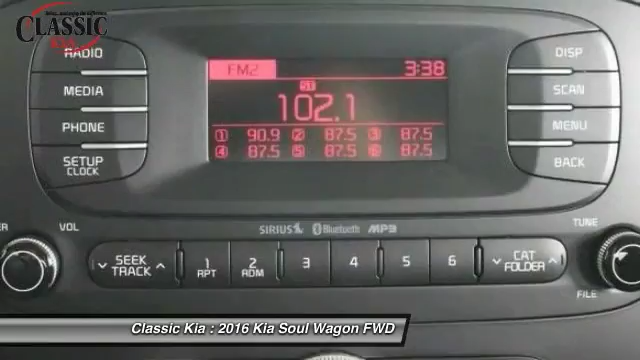 CLASSIC
KIA
RADIO
MEDIA
PHONE
SETUP
CLOCK
FM2
3:38
102.1
1 90.9 2 87.5 3 87.5
4 87.5 5 87.5 6 87.5
DISP
SCAN
MENU
BACK
VOL
SIRIUS Bluetooth MP3
TUNE
SEEK
TRACK
1
RPT
2
RDM
3
4
5
6
CAT
FOLDER
FILE
Classic Kia : 2016 Kia Soul Wagon FWD